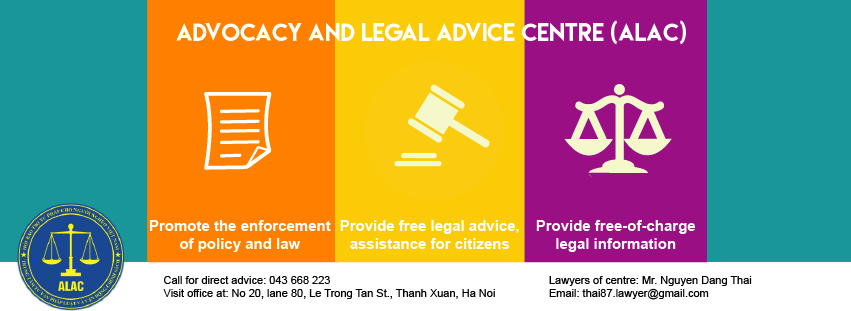 ADVOCACY AND LEGAL ADVICE CENTRE (ALAC)
Promote the enforcement
of policy and law
Provide free legal advice,
assistance for citizens
Provide free-of-charge
legal information
ALAC
Call for direct advice: 043 668 223
Visit office at: No 20, lane 80, Le Trong Tan St., Thanh Xuan, Ha Noi
Lawyers of centre: Mr. Nguyen Dang Thai
Email: thai87.lawyer@gmail.com